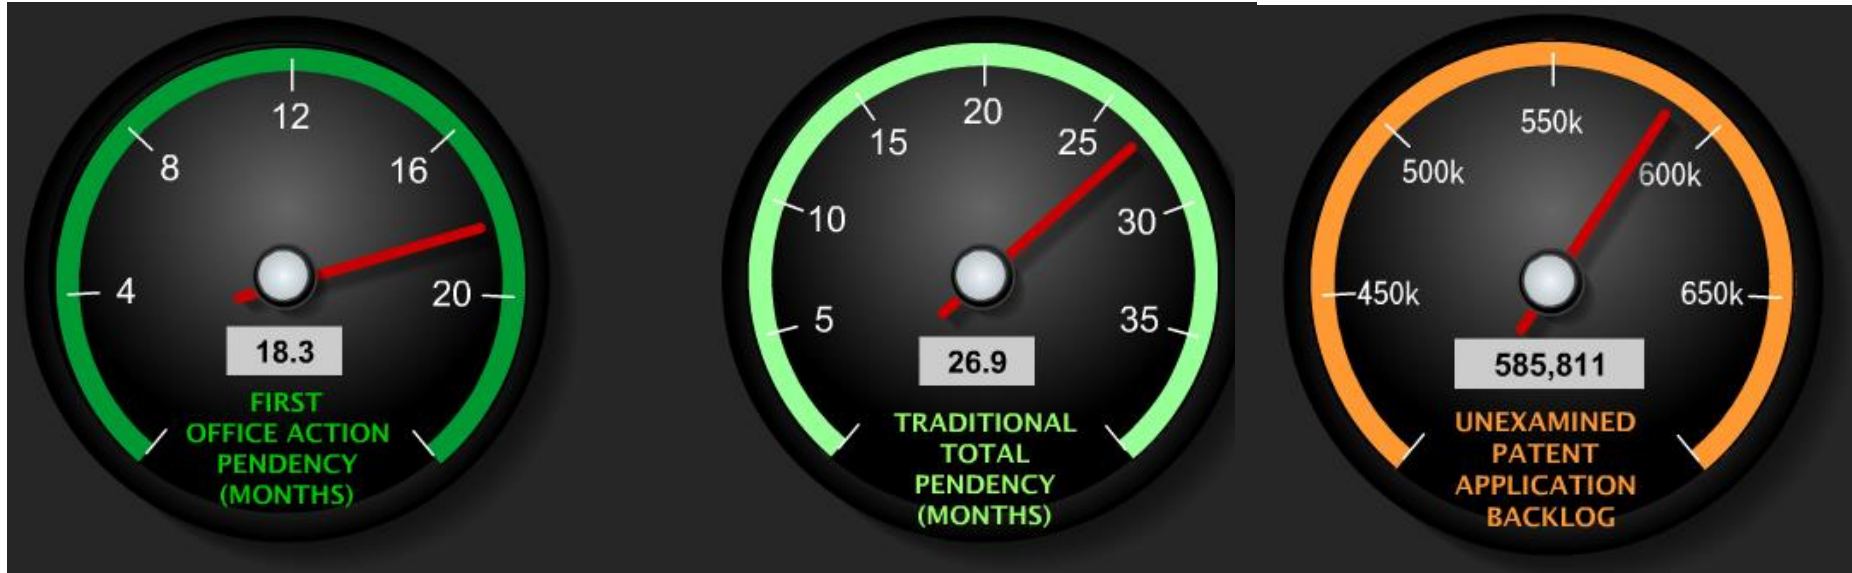 4
8
12
16
20
18.3
FIRST
OFFICE ACTION
PENDENCY
(MONTHS)
5
10
15
20
25
30
35
26.9
TRADITIONAL
TOTAL
PENDENCY
(MONTHS)
450k
500k
550k
600k
650k
585,811
UNEXAMINED
PATENT
APPLICATION
BACKLOG